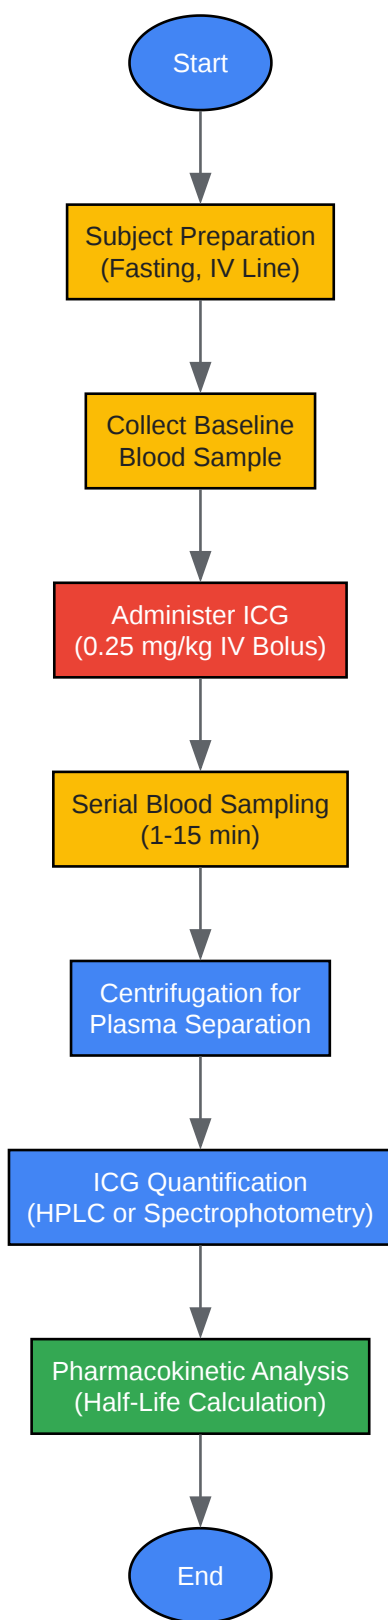 Start
Subject Preparation
(Fasting, IV Line)
Collect Baseline
Blood Sample
Administer ICG
(0.25 mg/kg IV Bolus)
Serial Blood Sampling
(1-15 min)
Centrifugation for
Plasma Separation
ICG Quantification
(HPLC or Spectrophotometry)
Pharmacokinetic Analysis
(Half-Life Calculation)
End